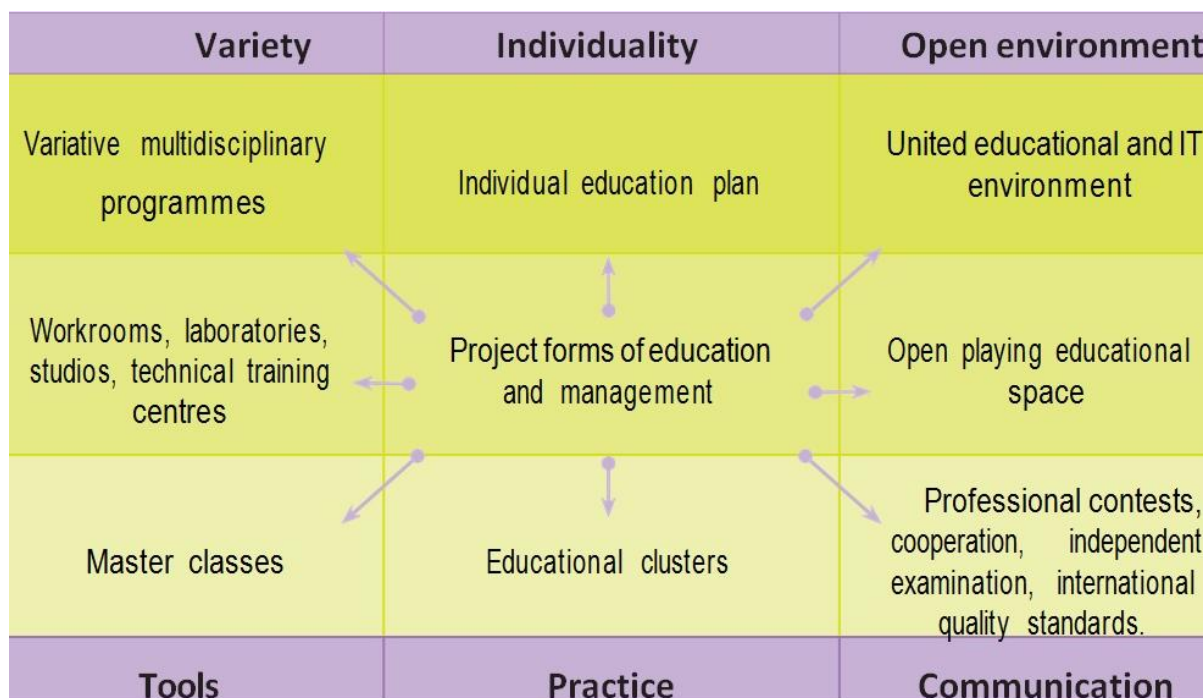 Variety
Individuality
Open environment
Variative multidisciplinary
programmes
Individual education plan
United educational and IT
environment
Workrooms, laboratories,
studios, technical training
centres
Project forms of education
and management
Open playing educational
space
Master classes
Educational clusters
Professional contests,
cooperation, independent
examination, international
quality standards.
Tools
Practice
Communication